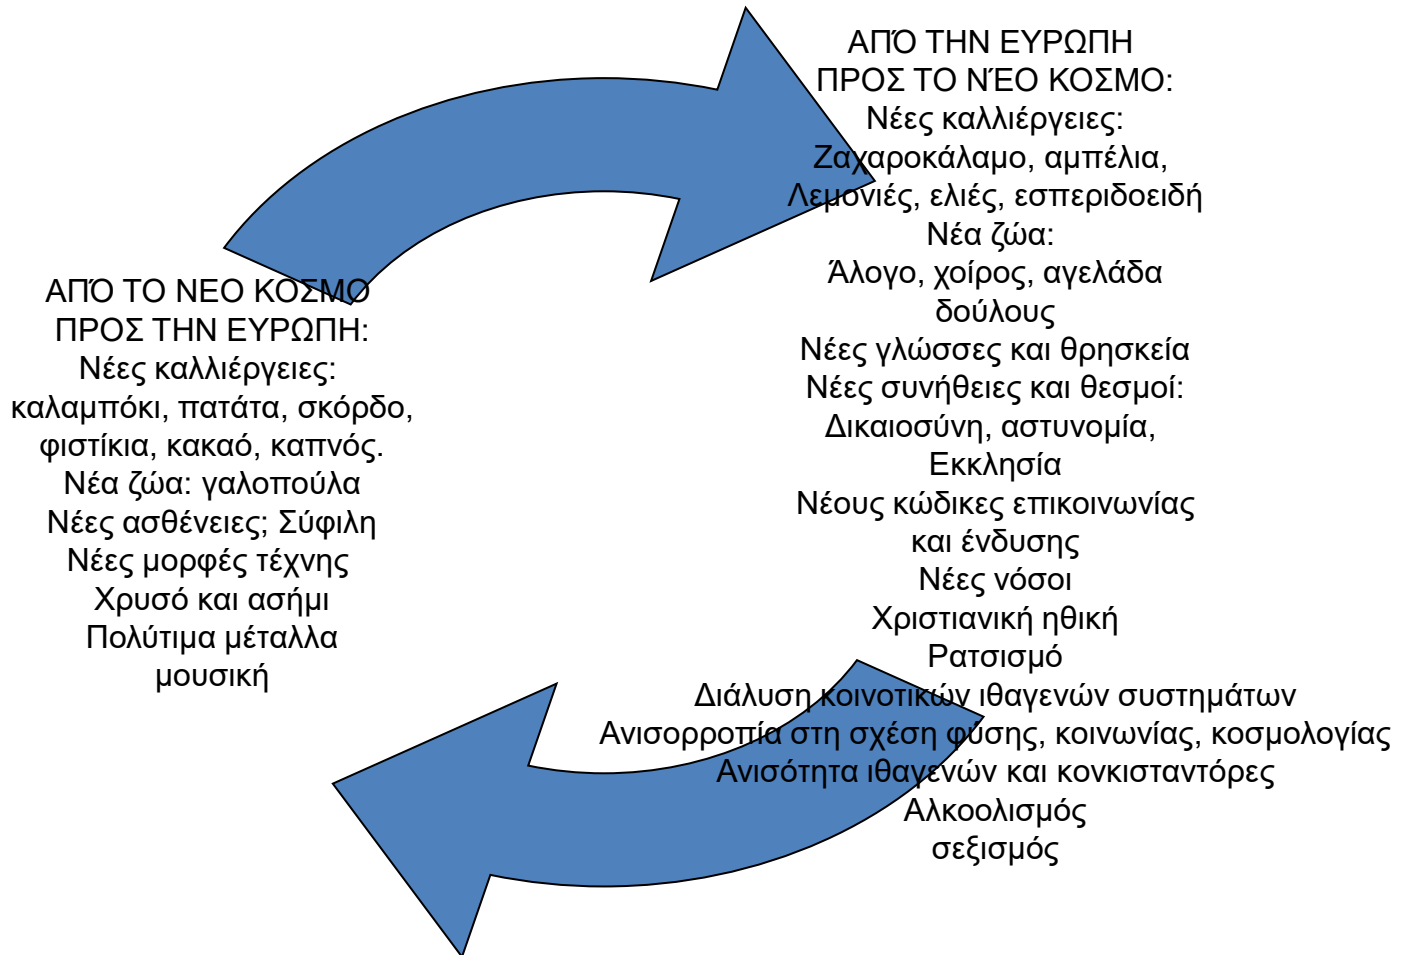 ΑΠΌ ΤΟ ΝΕΟ ΚΟΣΜΟ
ΠΡΟΣ ΤΗΝ ΕΥΡΩΠΗ:
Νέες καλλιέργειες:
καλαμπόκι, πατάτα, σκόρδο,
φιστίκια, κακαό, καπνός.
Νέα ζώα: γαλοπούλα
Νέες ασθένειες; Σύφιλη
Νέες μορφές τέχνης
Χρυσό και ασήμι
Πολύτιμα μέταλλα
μουσική
ΑΠΌ ΤΗΝ ΕΥΡΩΠΗ
ΠΡΟΣ ΤΟ ΝΈΟ ΚΟΣΜΟ:
Νέες καλλιέργειες:
Ζαχαροκάλαμο, αμπέλια,
Λεμονιές, ελιές, εσπεριδοειδή
Νέα ζώα:
Άλογο, χοίρος, αγελάδα
δούλους
Νέες γλώσσες και θρησκεία
Νέες συνήθειες και θεσμοί:
Δικαιοσύνη, αστυνομία,
Εκκλησία
Νέους κώδικες επικοινωνίας
και ένδυσης
Νέες νόσοι
Χριστιανική ηθική
Ρατσισμό
Διάλυση κοινοτικών ιθαγενών συστημάτων
Ανισορροπία στη σχέση φύσης, κοινωνίας, κοσμολογίας
Ανισότητα ιθαγενών και κονκισταντόρες
Αλκοολισμός
σεξισμός